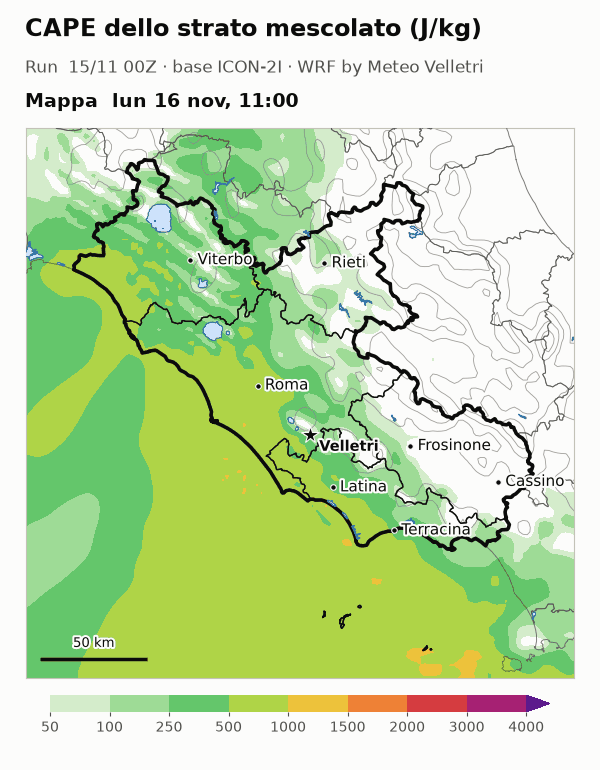 CAPE dello strato mescolato (J/kg)
Run 15/11 00Z · base ICON-2I · WRF by Meteo Velletri
Mappa lun 16 nov, 11:00
Viterbo
Rieti
Roma
Velletri
Frosinone
Latina
Cassino
Terracina
50 km
50 100 250 500 1000 1500 2000 3000 4000